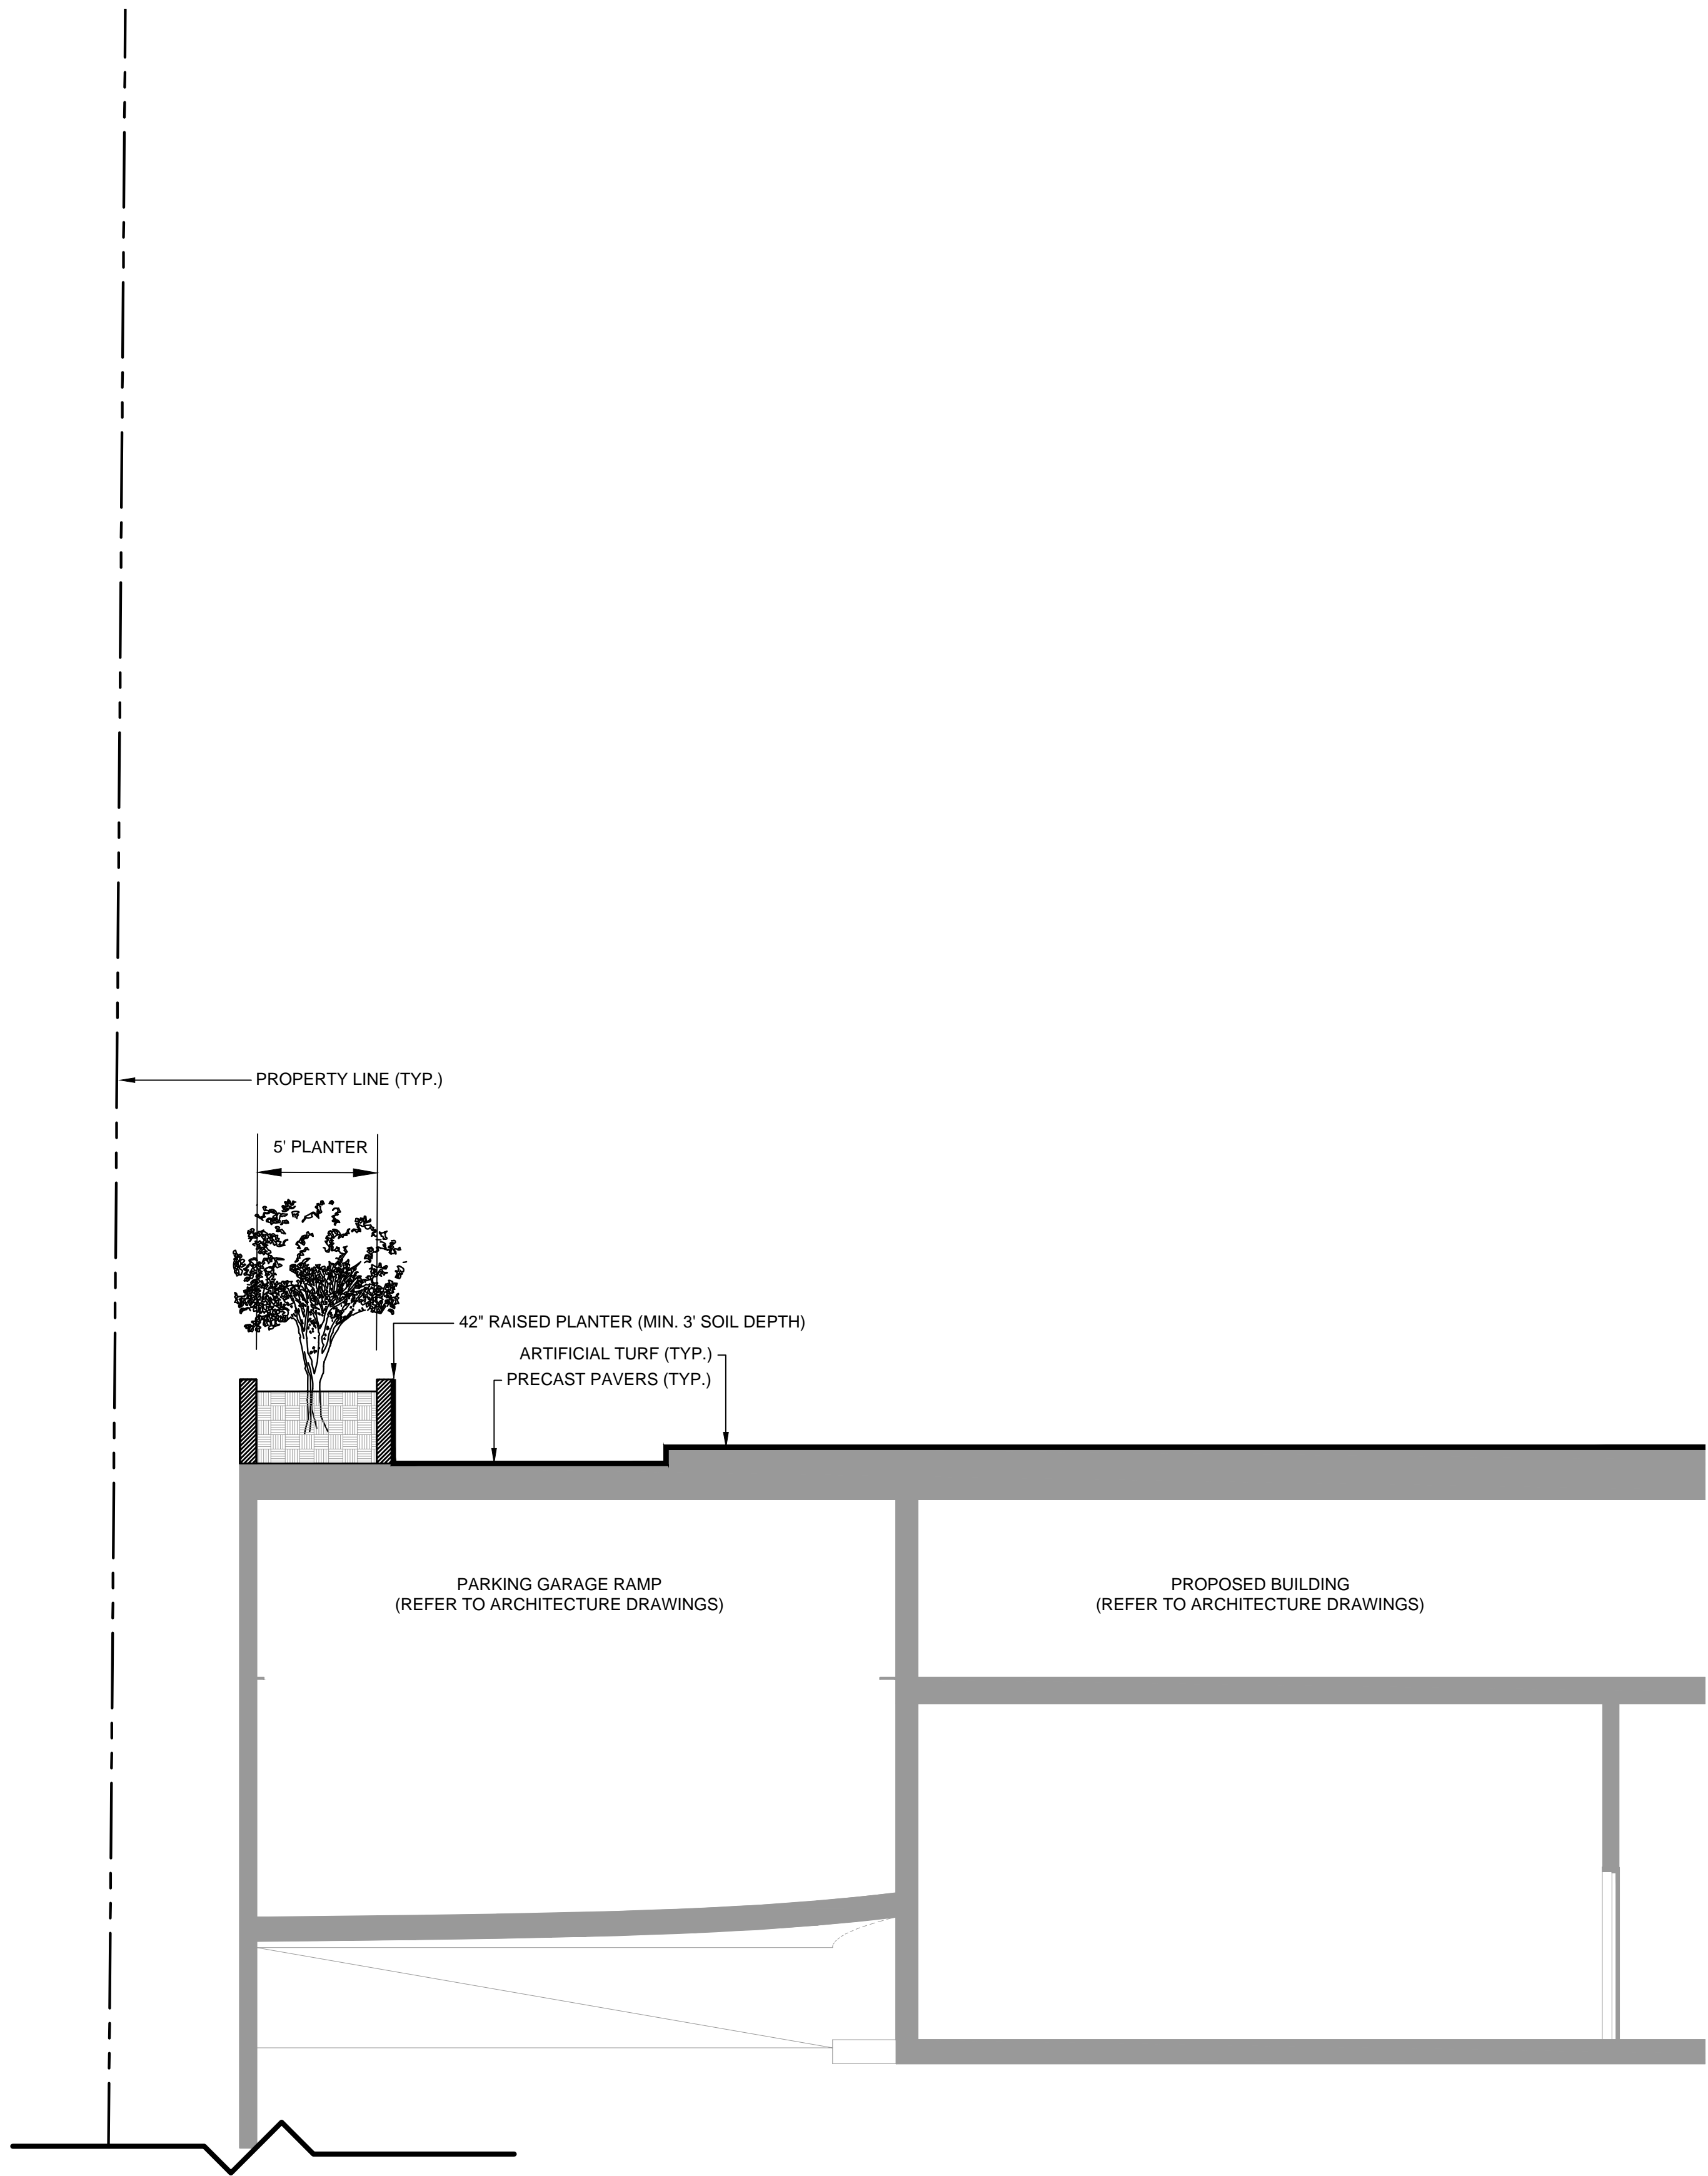 PROPERTY LINE (TYP.)
5' PLANTER
42" RAISED PLANTER (MIN. 3' SOIL DEPTH)
ARTIFICIAL TURF (TYP.)
PRECAST PAVERS (TYP.)
PARKING GARAGE RAMP
(REFER TO ARCHITECTURE DRAWINGS)
PROPOSED BUILDING
(REFER TO ARCHITECTURE DRAWINGS)